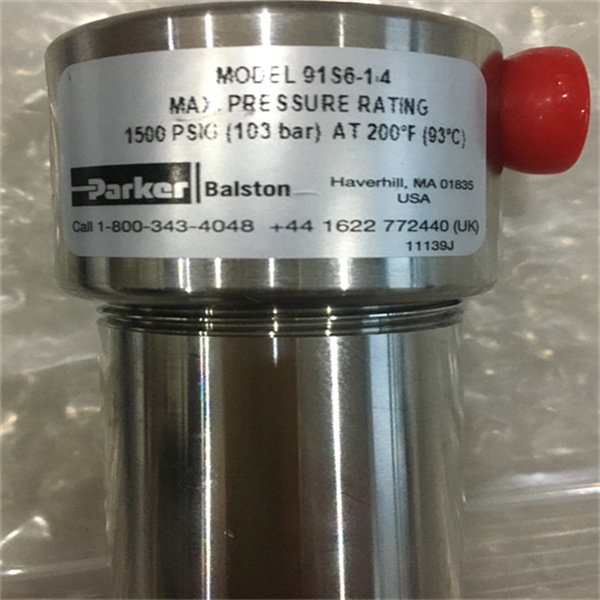 MODEL 91S6-1/4
MAX. PRESSURE RATING
1500 PSIG (103 bar) AT 200°F (93°C)
Parker Balston
Haverhill, MA 01835
USA
Call 1-800-343-4048 +44 1622 772440 (UK)
11139J